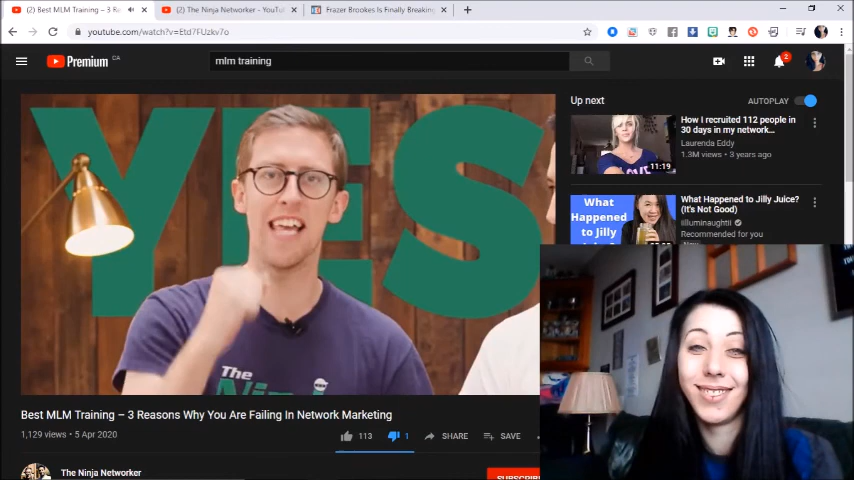 (2) Best MLM Training – 3 R
(2) The Ninja Networker - YouTu
Frazer Brookes Is Finally Breaking
youtube.com/watch?v=Etd7FUzkv7o
Premium
CA
mlm training
2
YES
The
Up next
AUTOPLAY
How I recruited 112 people in
30 days in my network...
Laurenda Eddy
1.3M views • 3 years ago
11:19
What
Happened
to Jilly
What Happened to Jilly Juice?
(It's Not Good)
iilluminaughtii
Recommended for you
New
Best MLM Training – 3 Reasons Why You Are Failing In Network Marketing
1,129 views • 5 Apr 2020
113
1
SHARE
SAVE
The Ninja Networker